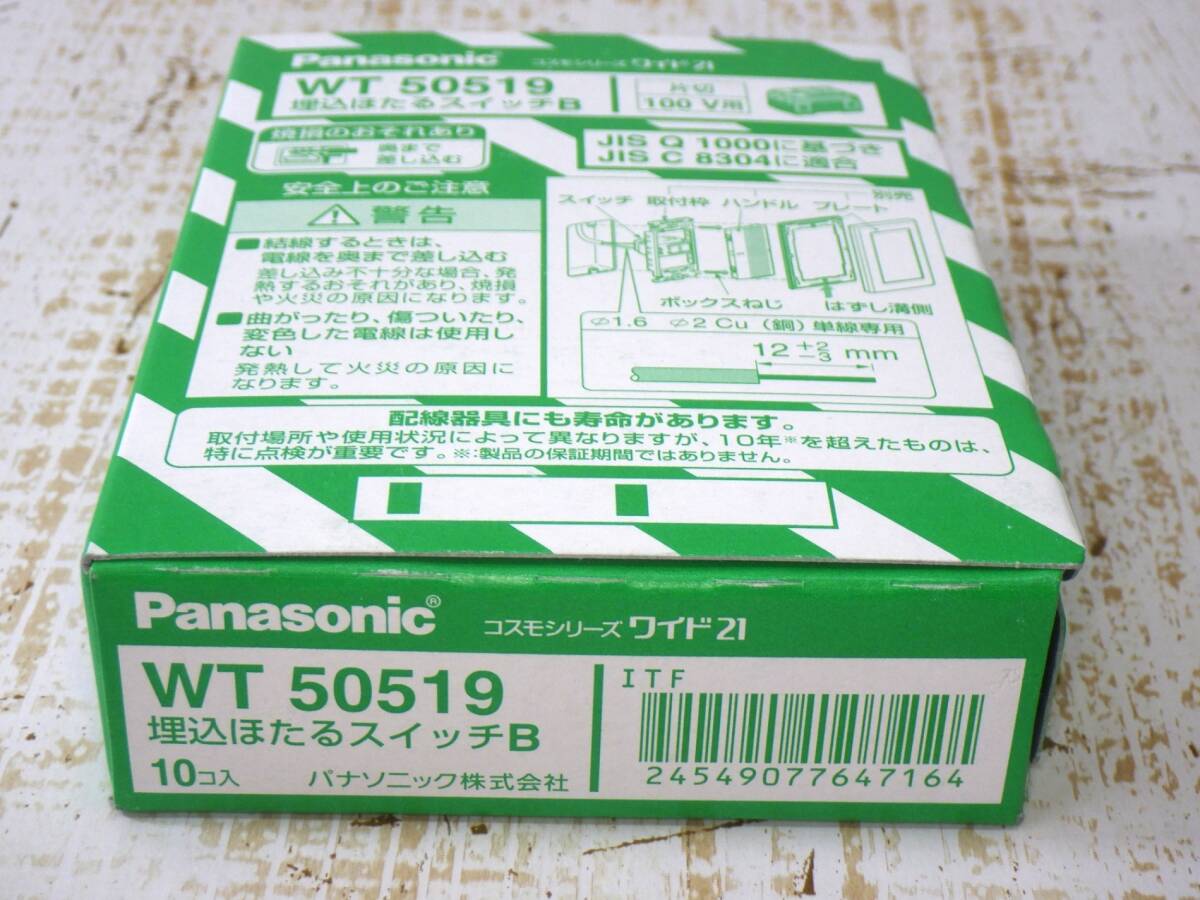 Panasonic コスモシリーズ ワイド21
WT 50519
埋込ほたるスイッチB
片切
100 V用
焼損のおそれあり
奥まで
差し込む
JIS Q 1000に基づき
JIS C 8304に適合
安全上のご注意
警告
■結線するときは、
電線を奥まで差し込む
差し込み不十分な場合、発
熱するおそれがあり、焼損
や火災の原因になります。
■曲がったり、傷ついたり、
変色した電線は使用し
ない
発熱して火災の原因に
なります。
別売
スイッチ 取付枠 ハンドル プレート
ボックスねじ はずし溝側
∅1.6 ∅2 Cu (銅) 単線専用
12 +2 −3 mm
配線器具にも寿命があります。
取付場所や使用状況によって異なりますが、10年※を超えたものは、
特に点検が重要です。※:製品の保証期間ではありません。
Panasonic® コスモシリーズ ワイド21
WT 50519
埋込ほたるスイッチB
10コ入 パナソニック株式会社
ITF
24549077647164